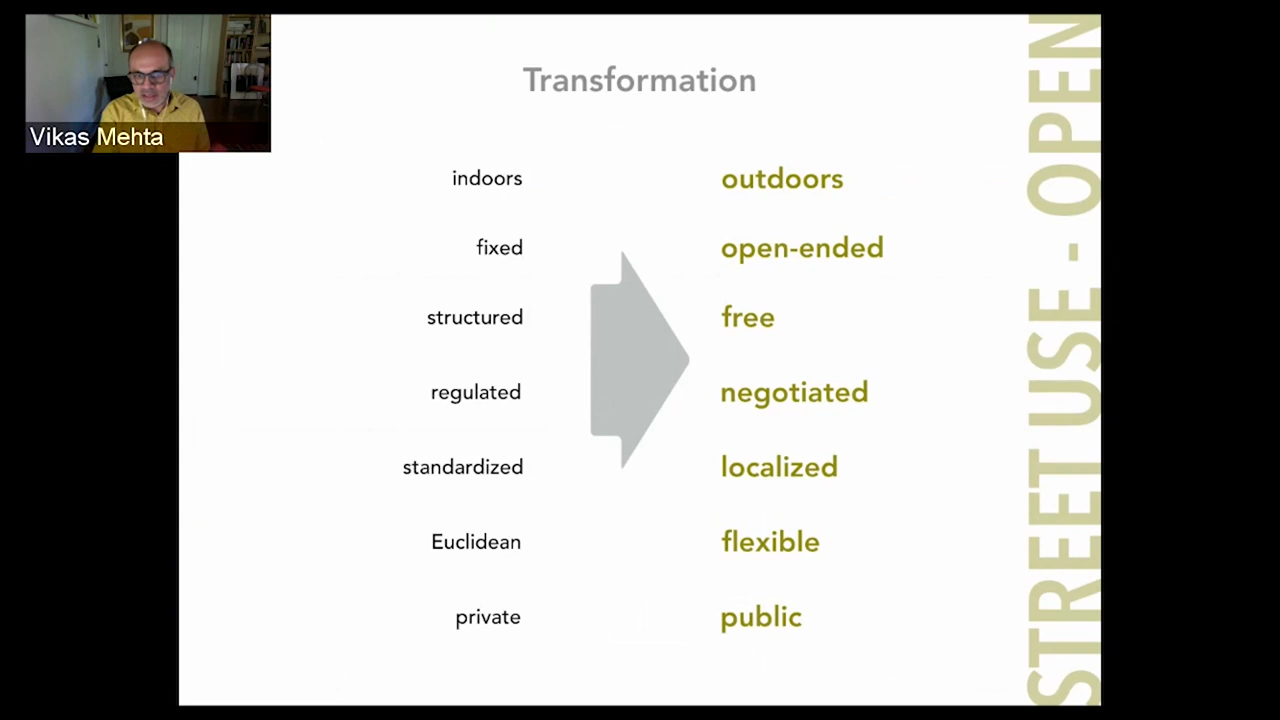 Vikas Mehta
Transformation
indoors outdoors
fixed open-ended
structured free
regulated negotiated
standardized localized
Euclidean flexible
private public
STREET USE - OPEN